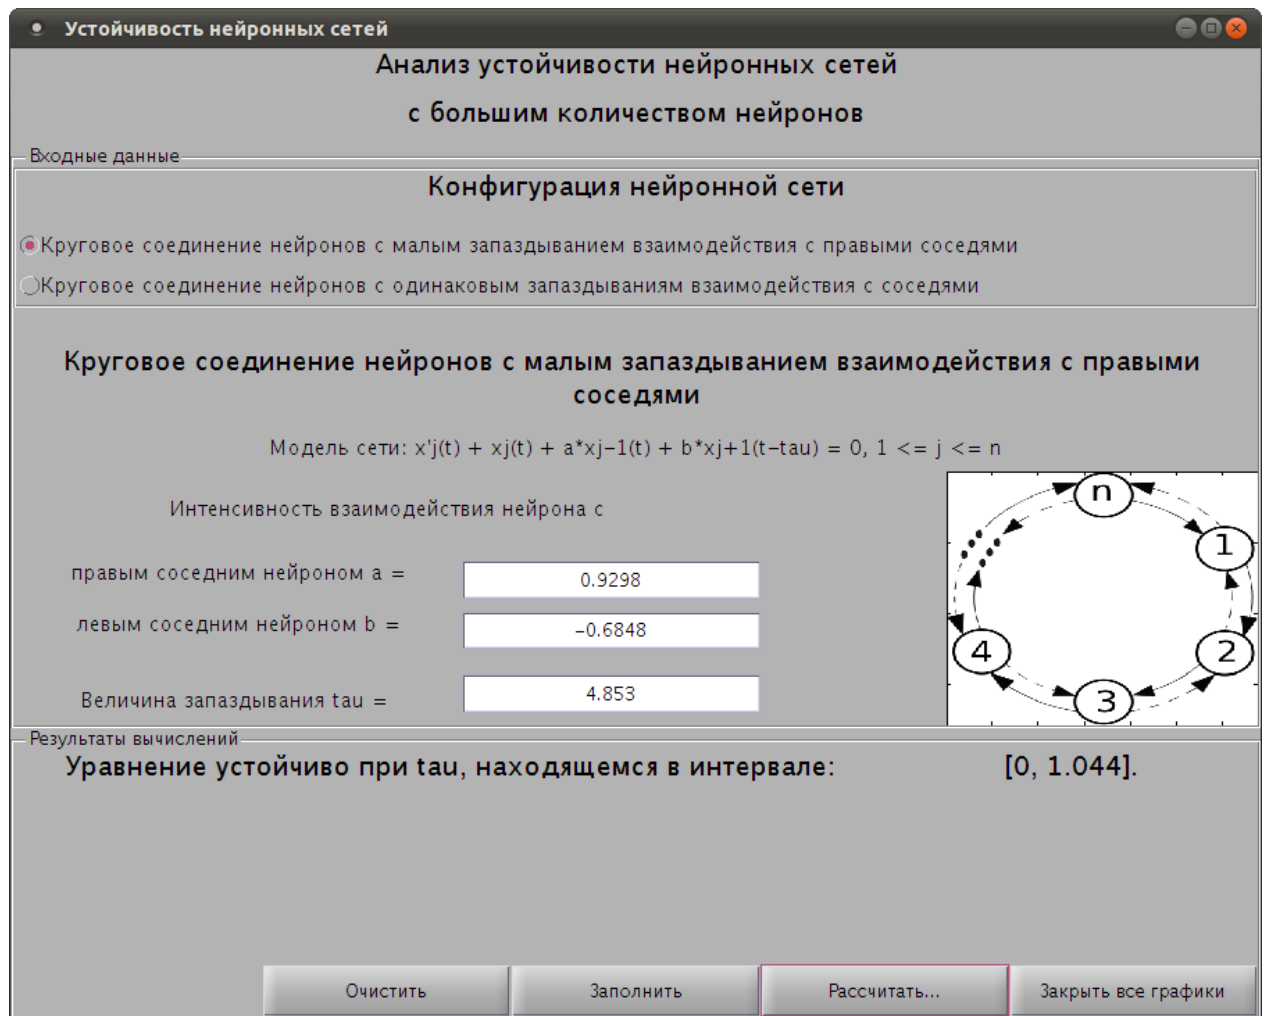 Устойчивость нейронных сетей
Анализ устойчивости нейронных сетей
с большим количеством нейронов
Входные данные
Конфигурация нейронной сети
Круговое соединение нейронов с малым запаздыванием взаимодействия с правыми соседями
Круговое соединение нейронов с одинаковым запаздываниям взаимодействия с соседями
Круговое соединение нейронов с малым запаздыванием взаимодействия с правыми
соседями
Модель сети: x'j(t) + xj(t) + a*xj−1(t) + b*xj+1(t−tau) = 0, 1 <= j <= n
Интенсивность взаимодействия нейрона с
правым соседним нейроном a = 0.9298
левым соседним нейроном b = −0.6848
Величина запаздывания tau = 4.853
n
1
2
3
4
Результаты вычислений
Уравнение устойчиво при tau, находящемся в интервале: [0, 1.044].
Очистить Заполнить Рассчитать... Закрыть все графики